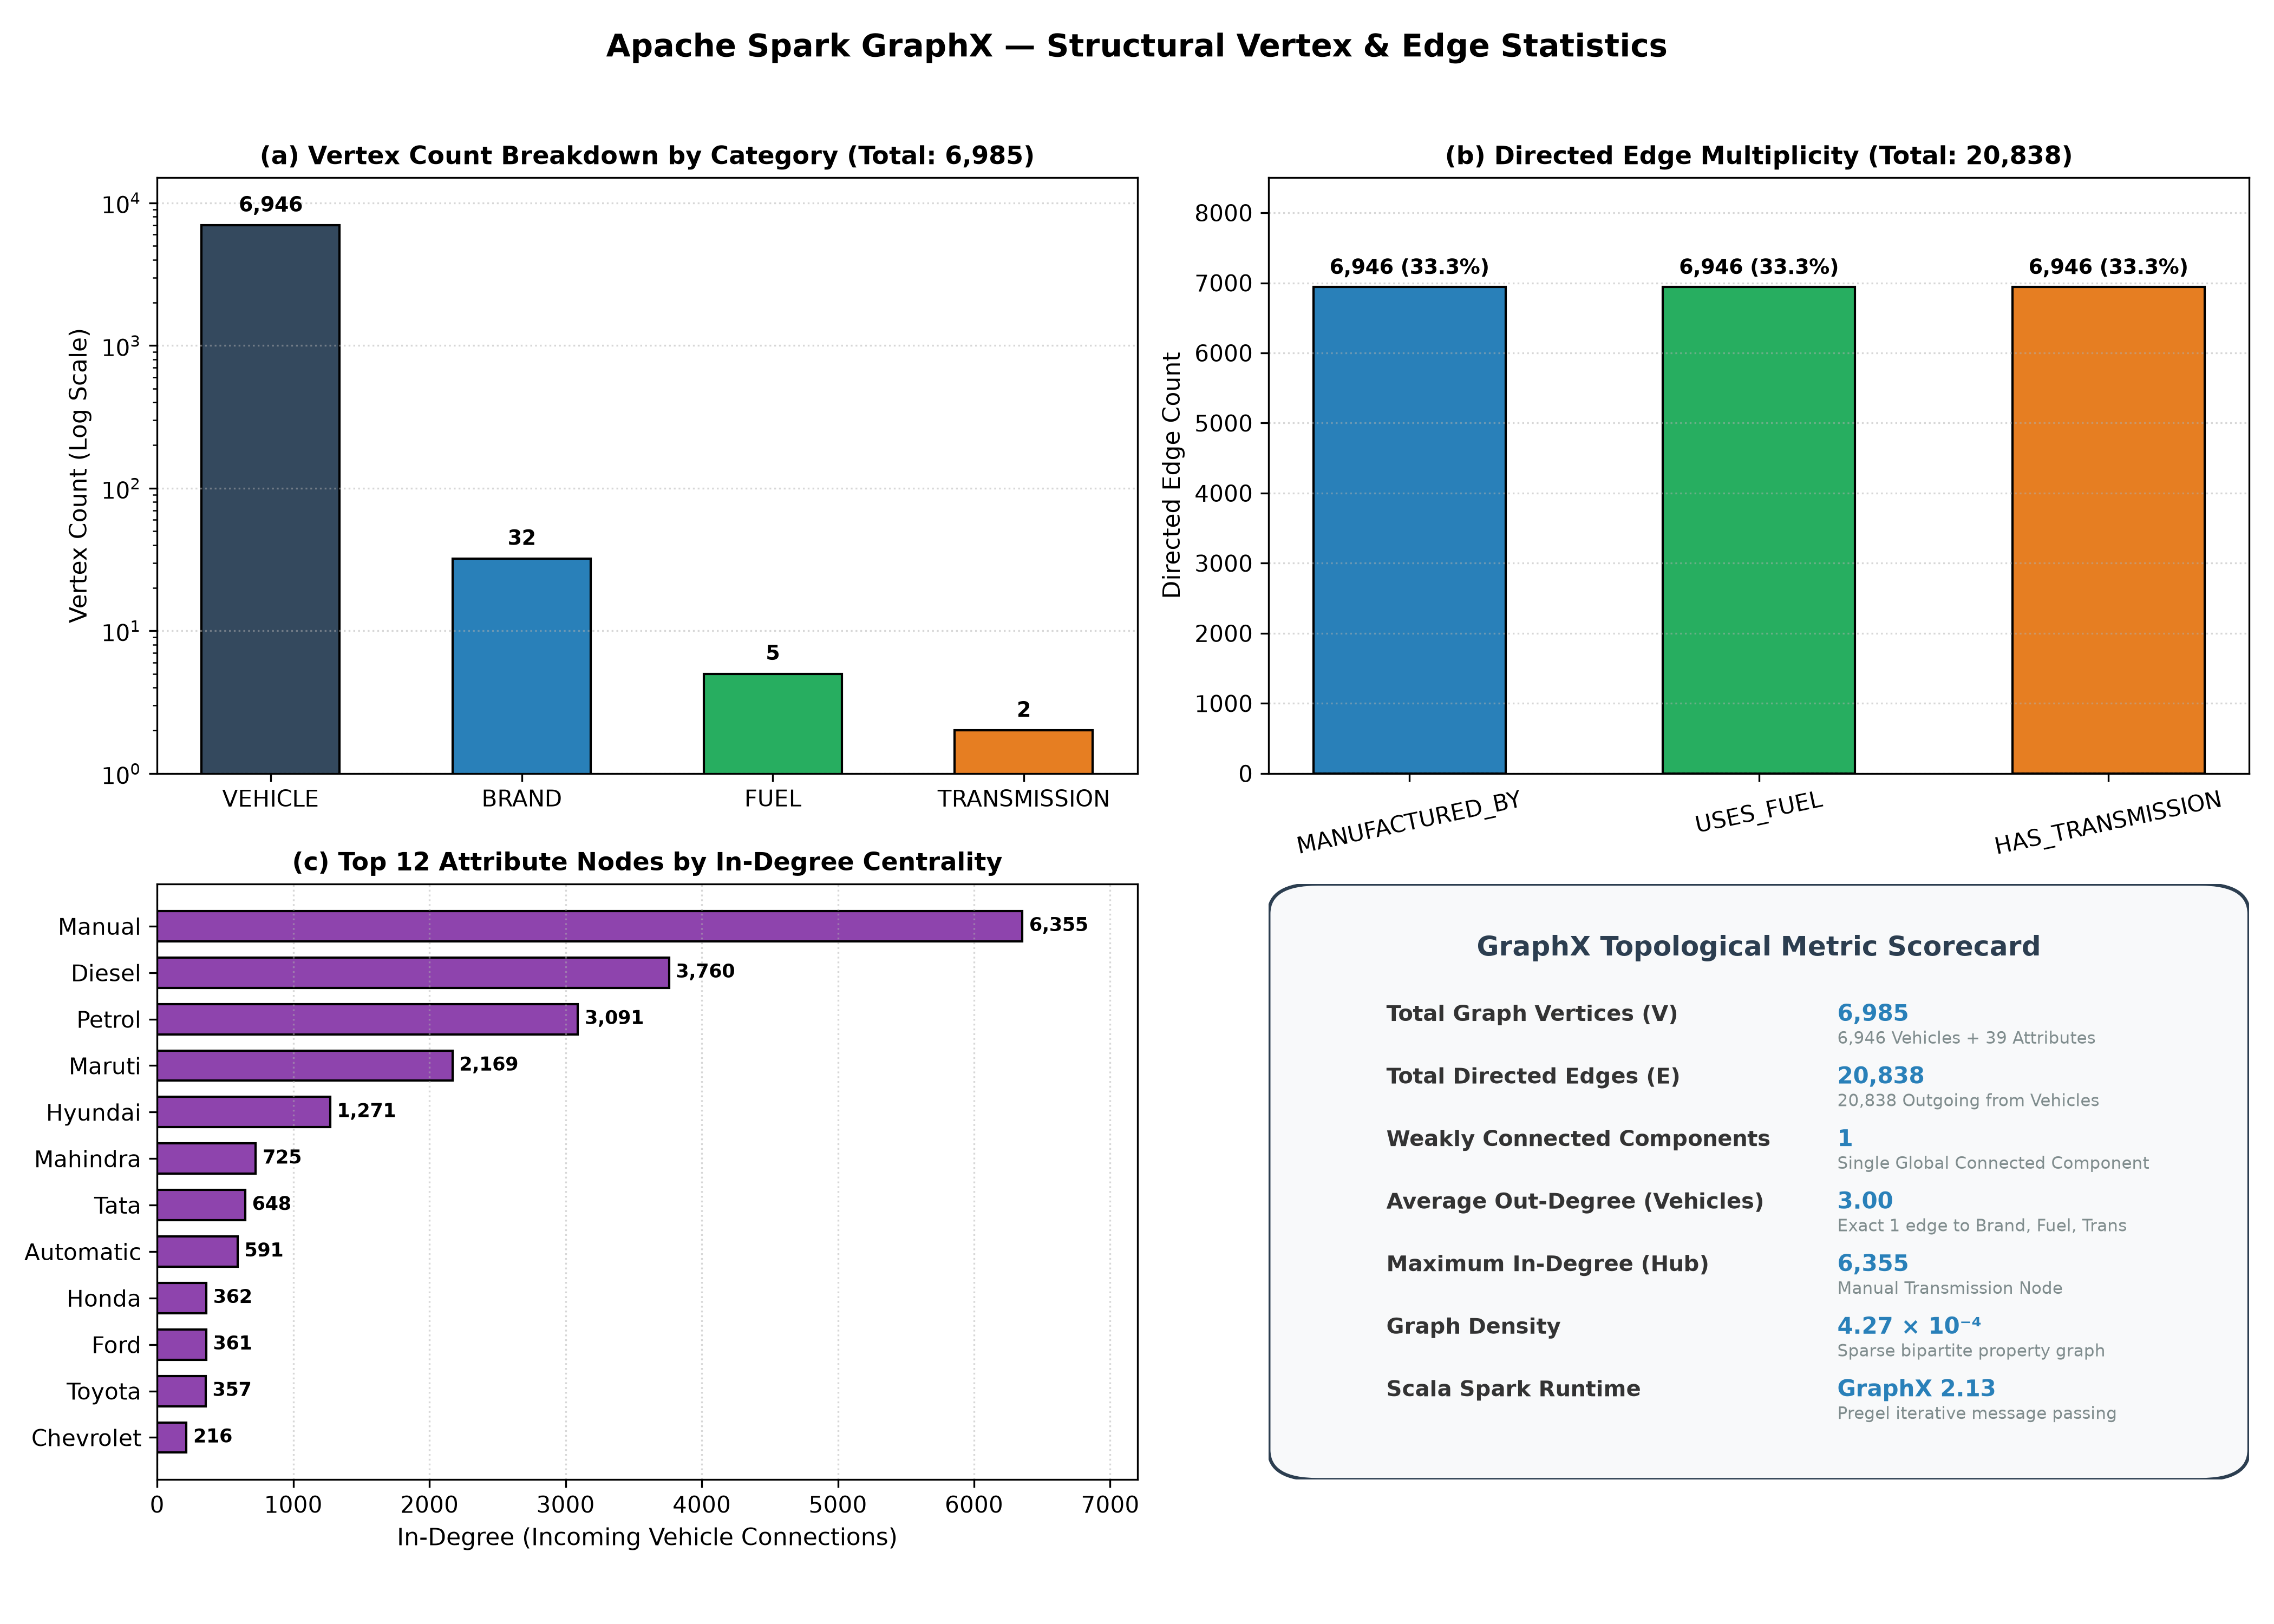 Apache Spark GraphX — Structural Vertex & Edge Statistics
(a) Vertex Count Breakdown by Category (Total: 6,985)
Vertex Count (Log Scale)
10⁴
10³
10²
10¹
10⁰
6,946
32
5
2
VEHICLE
BRAND
FUEL
TRANSMISSION
(b) Directed Edge Multiplicity (Total: 20,838)
Directed Edge Count
8000
7000
6000
5000
4000
3000
2000
1000
0
6,946 (33.3%)
6,946 (33.3%)
6,946 (33.3%)
MANUFACTURED_BY
USES_FUEL
HAS_TRANSMISSION
(c) Top 12 Attribute Nodes by In-Degree Centrality
Manual 6,355
Diesel 3,760
Petrol 3,091
Maruti 2,169
Hyundai 1,271
Mahindra 725
Tata 648
Automatic 591
Honda 362
Ford 361
Toyota 357
Chevrolet 216
0 1000 2000 3000 4000 5000 6000 7000
In-Degree (Incoming Vehicle Connections)
GraphX Topological Metric Scorecard
Total Graph Vertices (V) 6,985
6,946 Vehicles + 39 Attributes
Total Directed Edges (E) 20,838
20,838 Outgoing from Vehicles
Weakly Connected Components 1
Single Global Connected Component
Average Out-Degree (Vehicles) 3.00
Exact 1 edge to Brand, Fuel, Trans
Maximum In-Degree (Hub) 6,355
Manual Transmission Node
Graph Density 4.27 × 10⁻⁴
Sparse bipartite property graph
Scala Spark Runtime GraphX 2.13
Pregel iterative message passing